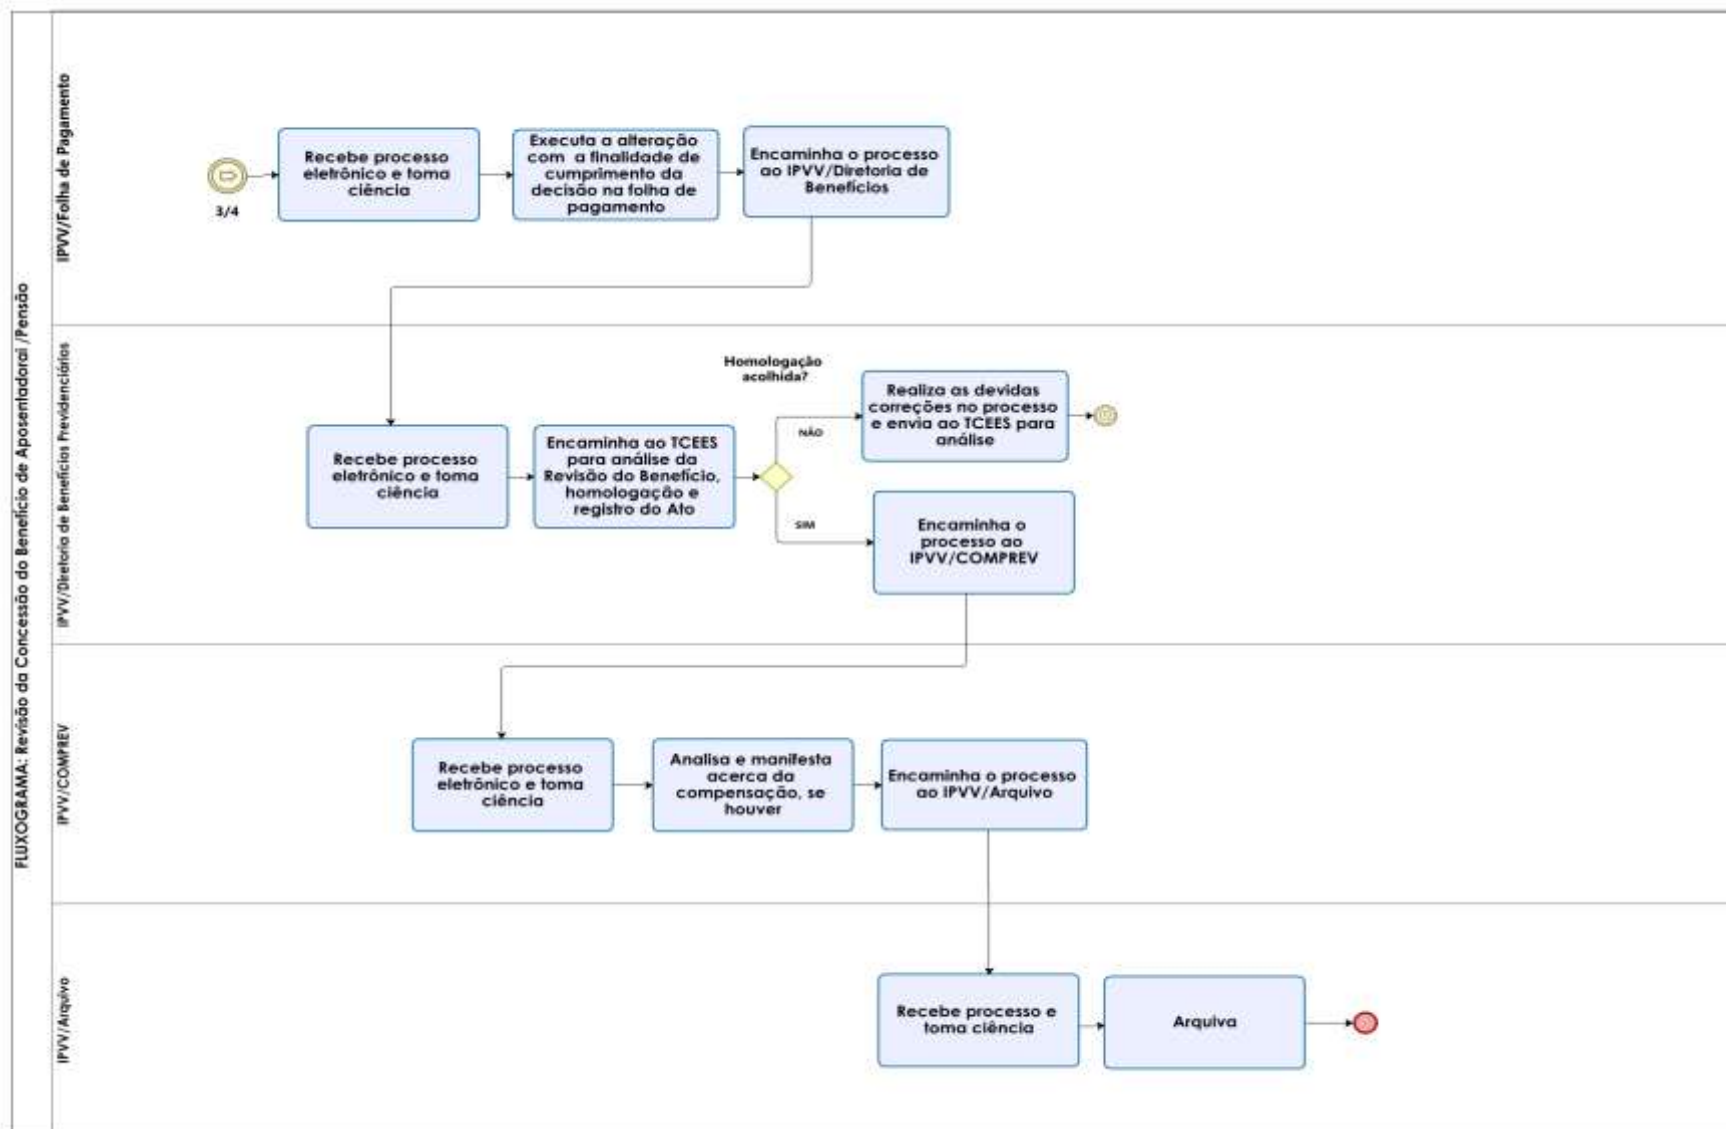 FLUXOGRAMA: Revisão da Concessão do Benefício de Aposentadorai /Pensão
IPVV/Folha de Pagamento
3/4
Recebe processo
eletrônico e toma
ciência
Executa a alteração
com a finalidade de
cumprimento da
decisão na folha de
pagamento
Encaminha o processo
ao IPVV/Diretoria de
Benefícios
IPVV/Diretoria de Benefícios Previdenciários
Recebe processo
eletrônico e toma
ciência
Encaminha ao TCEES
para análise da
Revisão do Benefício,
homologação e
registro do Ato
Homologação
acolhida?
NÃO
Realiza as devidas
correções no processo
e envia ao TCEES para
análise
SIM
Encaminha o
processo ao
IPVV/COMPREV
IPVV/COMPREV
Recebe processo
eletrônico e toma
ciência
Analisa e manifesta
acerca da
compensação, se
houver
Encaminha o processo
ao IPVV/Arquivo
IPVV/Arquivo
Recebe processo e
toma ciência
Arquiva